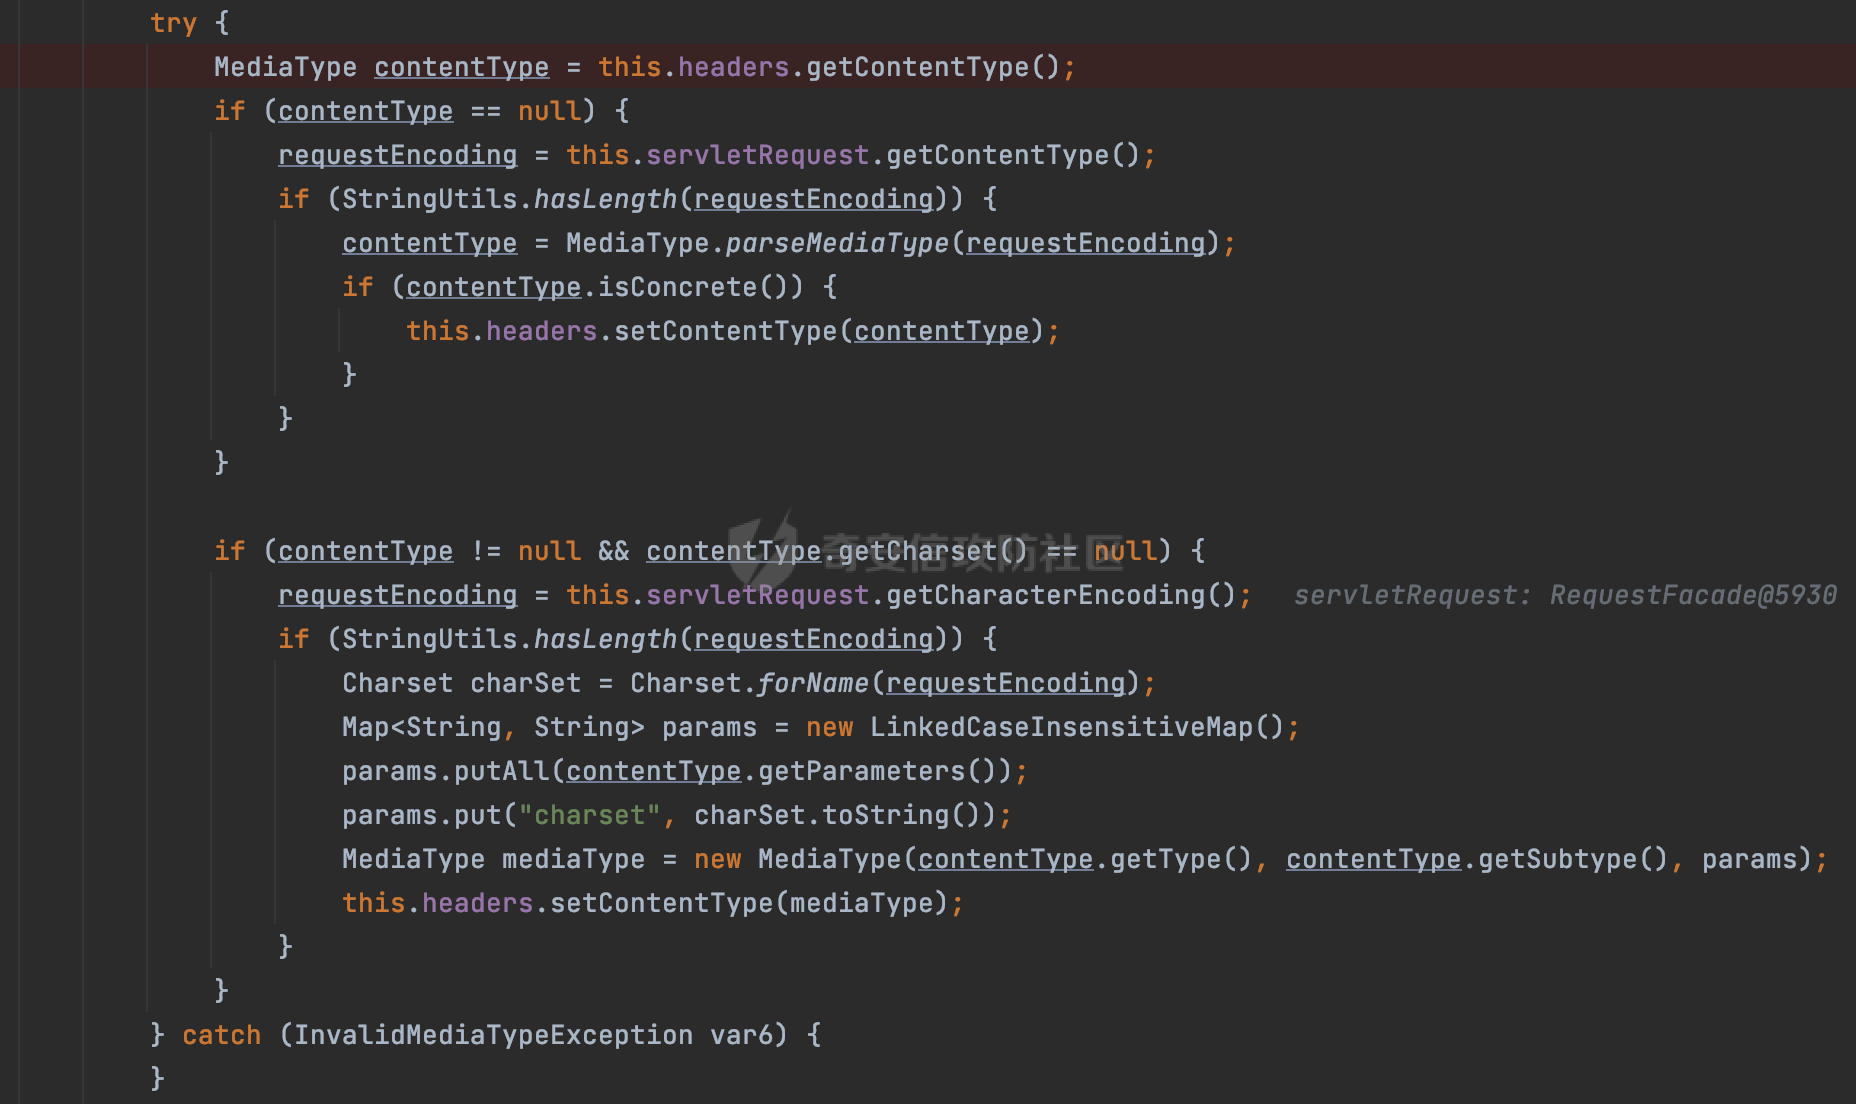 try {
MediaType contentType = this.headers.getContentType();
if (contentType == null) {
requestEncoding = this.servletRequest.getContentType();
if (StringUtils.hasLength(requestEncoding)) {
contentType = MediaType.parseMediaType(requestEncoding);
if (contentType.isConcrete()) {
this.headers.setContentType(contentType);
}
}
}
if (contentType != null && contentType.getCharset() == null) {
奇安信攻防社区
requestEncoding = this.servletRequest.getCharacterEncoding(); servletRequest: RequestFacade@5930
if (StringUtils.hasLength(requestEncoding)) {
Charset charSet = Charset.forName(requestEncoding);
Map<String, String> params = new LinkedCaseInsensitiveMap();
params.putAll(contentType.getParameters());
params.put("charset", charSet.toString());
MediaType mediaType = new MediaType(contentType.getType(), contentType.getSubtype(), params);
this.headers.setContentType(mediaType);
}
}
} catch (InvalidMediaTypeException var6) {
}